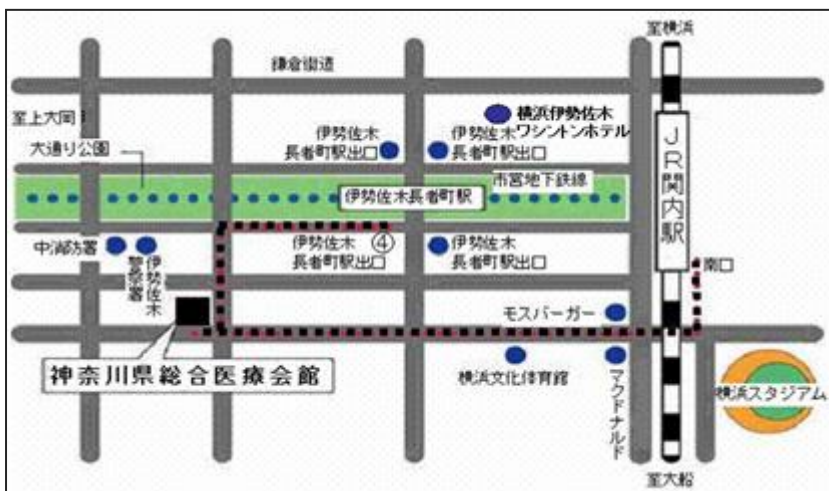 至横浜
鎌倉街道
至上大岡
横浜伊勢佐木
ワシントンホテル
伊勢佐木
長者町駅出口
伊勢佐木
長者町駅出口
大通り公園
JR関内駅
市営地下鉄線
伊勢佐木長者町駅
中消防署
伊勢佐木
警察署
伊勢佐木
長者町駅出口
④
伊勢佐木
長者町駅出口
南口
モスバーガー
神奈川県総合医療会館
横浜文化体育館
マクドナルド
横浜スタジアム
至大船